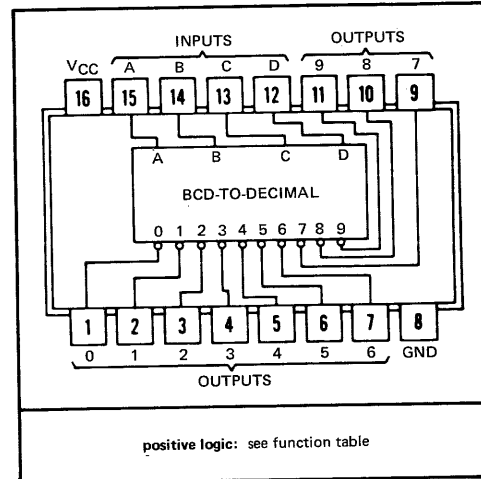 INPUTS OUTPUTS
VCC A B C D 9 8 7
16 15 14 13 12 11 10 9
A B C D
BCD-TO-DECIMAL
0 1 2 3 4 5 6 7 8 9
1 2 3 4 5 6 7 8
0 1 2 3 4 5 6 GND
OUTPUTS
positive logic: see function table